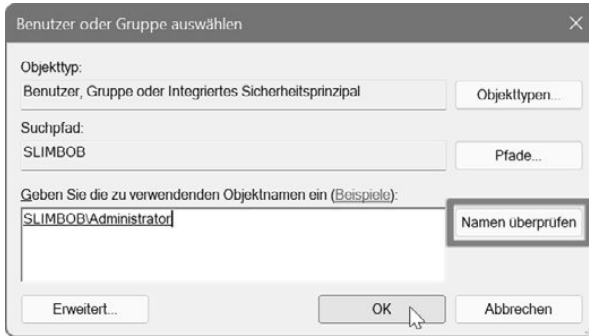 Benutzer oder Gruppe auswählen
Objekttyp:
Benutzer, Gruppe oder Integriertes Sicherheitsprinzipal
Objekttypen...
Suchpfad:
SLIMBOB
Pfade...
Geben Sie die zu verwendenden Objektnamen ein (Beispiele):
SLIMBOB\Administrator
Namen überprüfen
Erweitert...
OK
Abbrechen